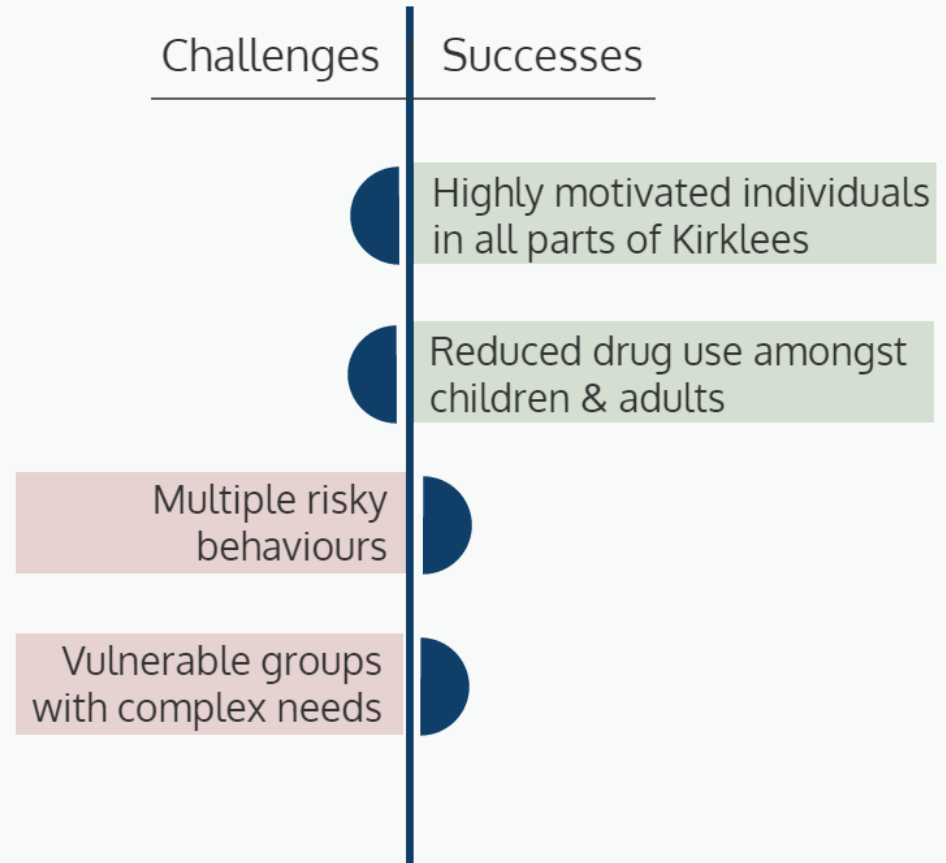 Challenges
Successes
Highly motivated individuals
in all parts of Kirklees
Reduced drug use amongst
children & adults
Multiple risky
behaviours
Vulnerable groups
with complex needs